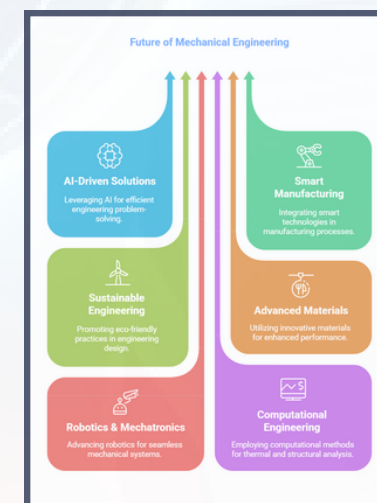 Future of Mechanical Engineering
AI-Driven Solutions
Leveraging AI for efficient
engineering problem-
solving.
Smart
Manufacturing
Integrating smart
technologies in
manufacturing processes.
Sustainable
Engineering
Promoting eco-friendly
practices in engineering
design.
Advanced Materials
Utilizing innovative materials
for enhanced performance.
Robotics & Mechatronics
Advancing robotics for seamless
mechanical systems.
Computational
Engineering
Employing computational methods
for thermal and structural analysis.